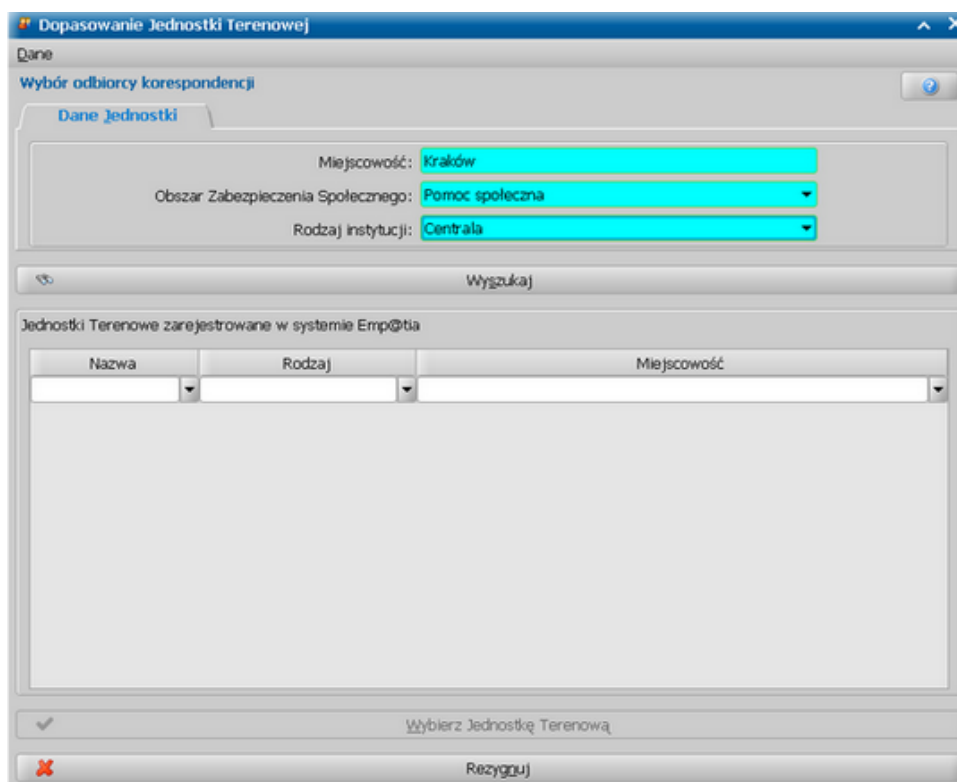 Dopasowanie Jednostki Terenowej
Dane
Wybór odbiorcy korespondencji
Dane Jednostki
Miejscowość: Kraków
Obszar Zabezpieczenia Społecznego: Pomoc społeczna
Rodzaj instytucji: Centrala
Wyszukaj
Jednostki Terenowe zarejestrowane w systemie Emp@tia
Nazwa Rodzaj Miejscowość
Wybierz Jednostkę Terenową
Rezygnuj